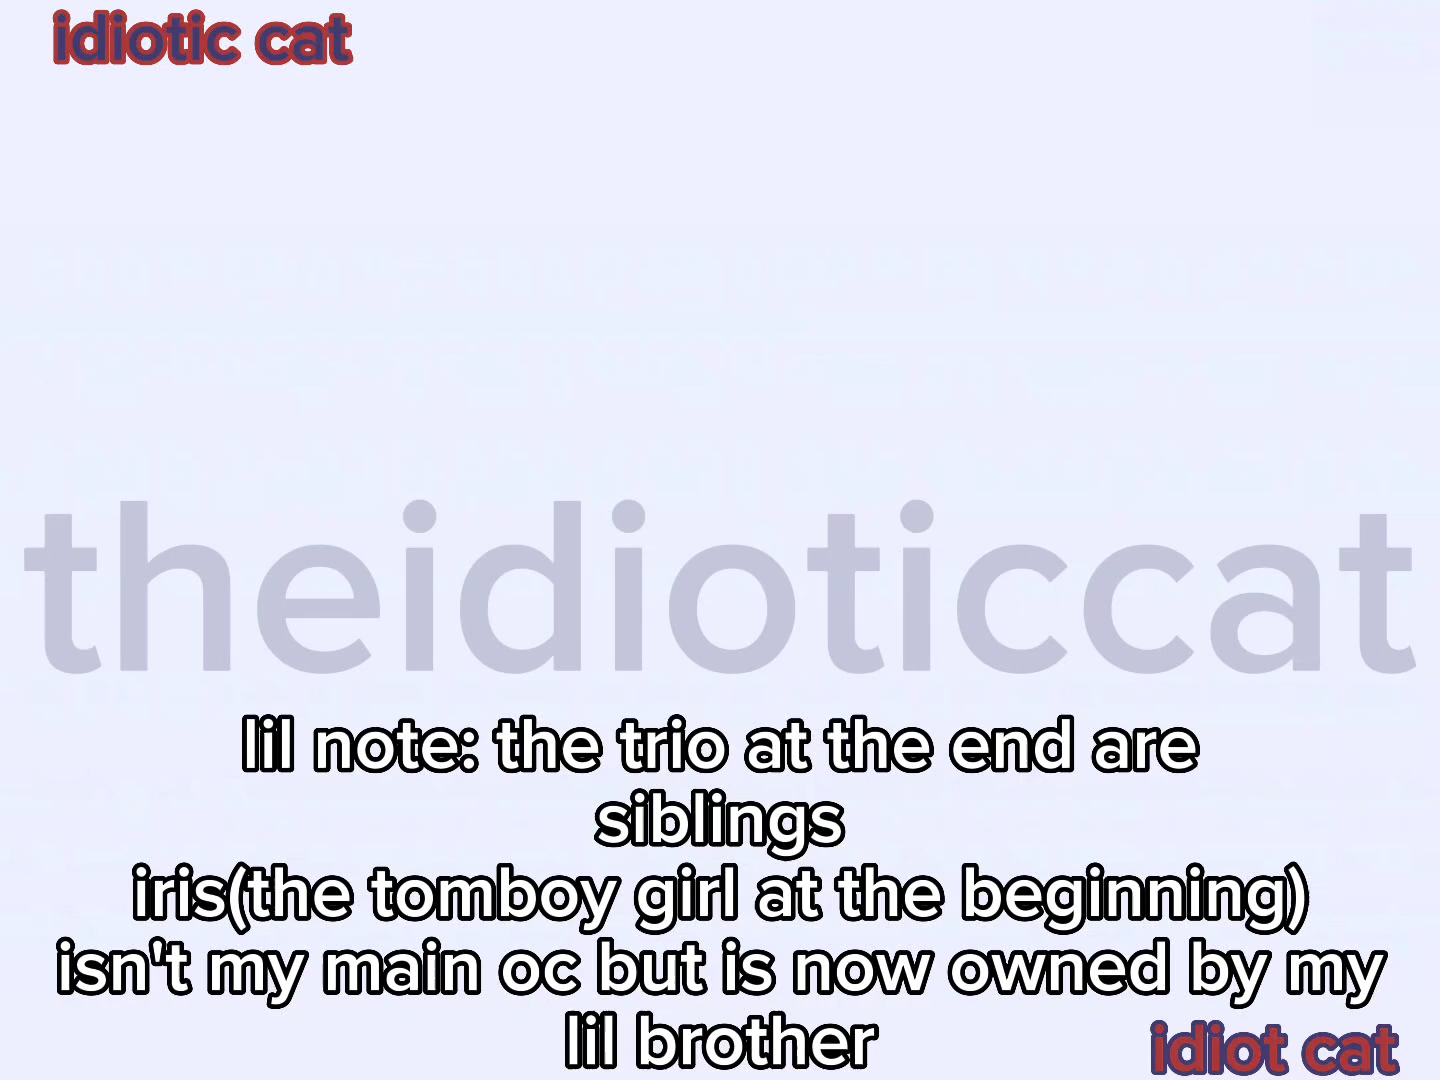 idiotic cat
theidioticcat
lil note: the trio at the end are
siblings
iris(the tomboy girl at the beginning)
isn't my main oc but is now owned by my
lil brother
idiot cat